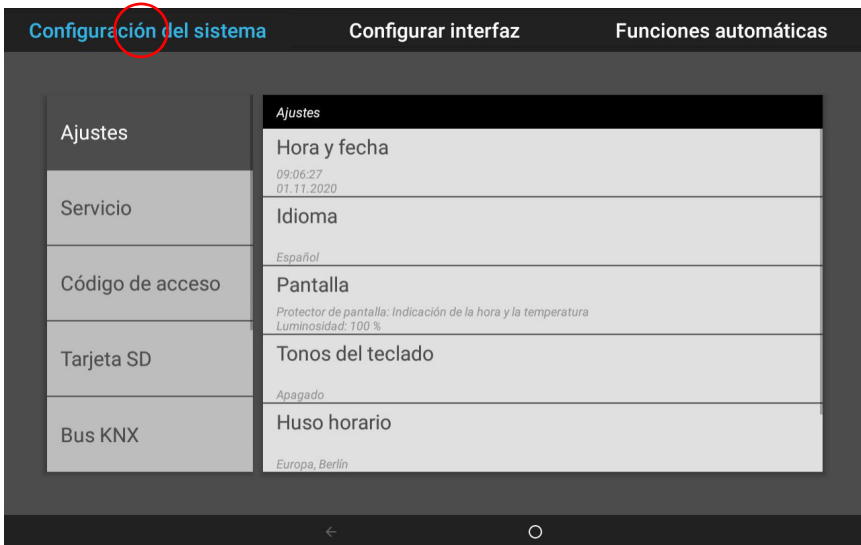 Configuración del sistema
Configurar interfaz
Funciones automáticas
Ajustes
Servicio
Código de acceso
Tarjeta SD
Bus KNX
Ajustes
Hora y fecha
09:06:27
01.11.2020
Idioma
Español
Pantalla
Protector de pantalla: Indicación de la hora y la temperatura
Luminosidad: 100 %
Tonos del teclado
Apagado
Huso horario
Europa, Berlín